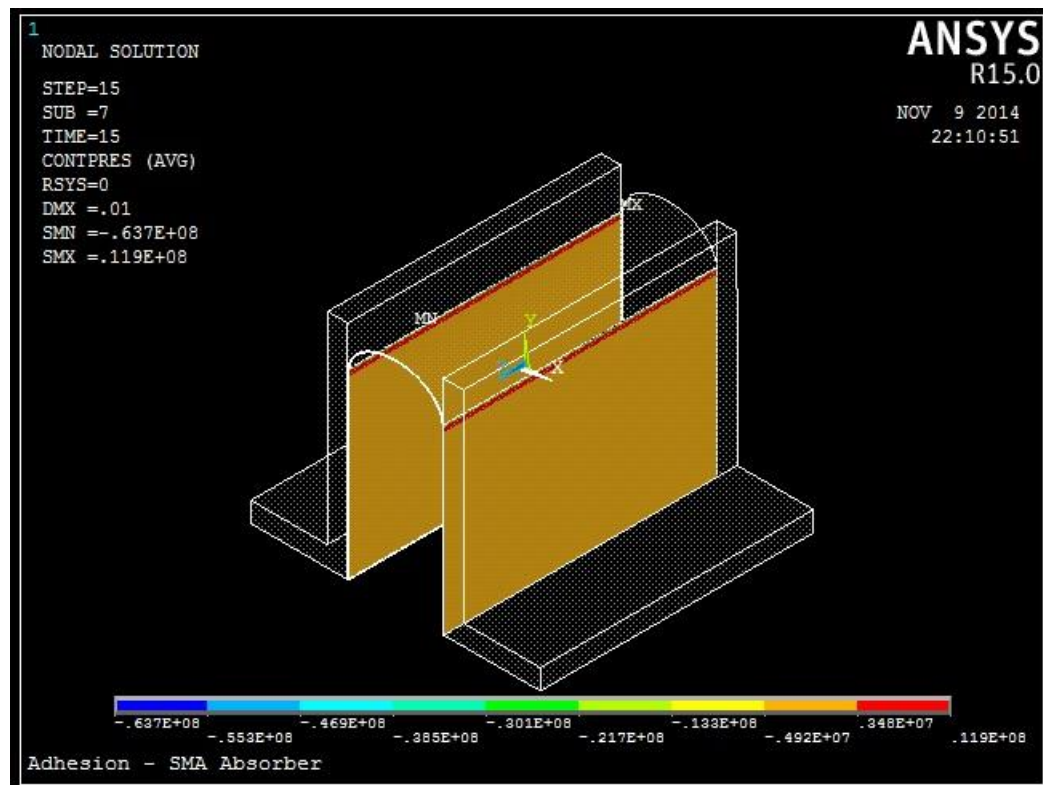 1
NODAL SOLUTION
STEP=15
SUB =7
TIME=15
CONTPRES (AVG)
RSYS=0
DMX =.01
SMN =-.637E+08
SMX =.119E+08
ANSYS
R15.0
NOV 9 2014
22:10:51
MX
MN
Y
Z
X
-.637E+08 -.469E+08 -.301E+08 -.133E+08 .348E+07
-.553E+08 -.385E+08 -.217E+08 -.492E+07 .119E+08
Adhesion - SMA Absorber